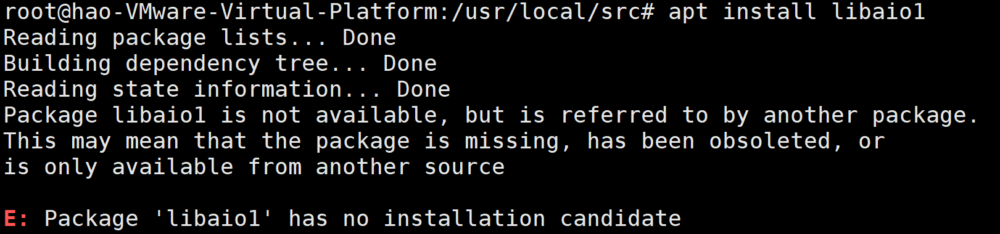 root@hao-VMware-Virtual-Platform:/usr/local/src# apt install libaio1
Reading package lists... Done
Building dependency tree... Done
Reading state information... Done
Package libaio1 is not available, but is referred to by another package.
This may mean that the package is missing, has been obsoleted, or
is only available from another source
E: Package 'libaio1' has no installation candidate